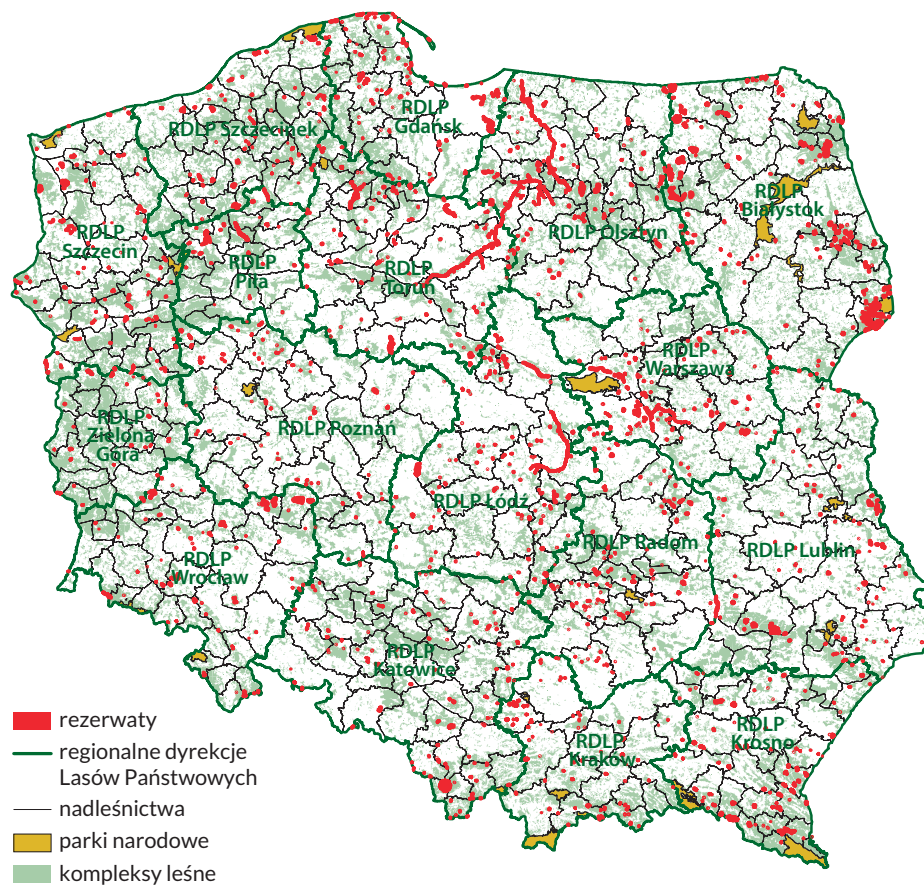 RDLP
Gdańsk
RDLP Szczecinek
RDLP
Białystok
RDLP
Szczecin
RDLP Olsztyn
RDLP
Piła
RDLP
Toruń
RDLP
Warszawa
RDLP
Zielona
Góra
RDLP Poznań
RDLP Łódź
RDLP Radom
RDLP Lublin
RDLP
Wrocław
RDLP
Katowice
RDLP
Kraków
RDLP
Krosno
rezerwaty
regionalne dyrekcje
Lasów Państwowych
nadleśnictwa
parki narodowe
kompleksy leśne